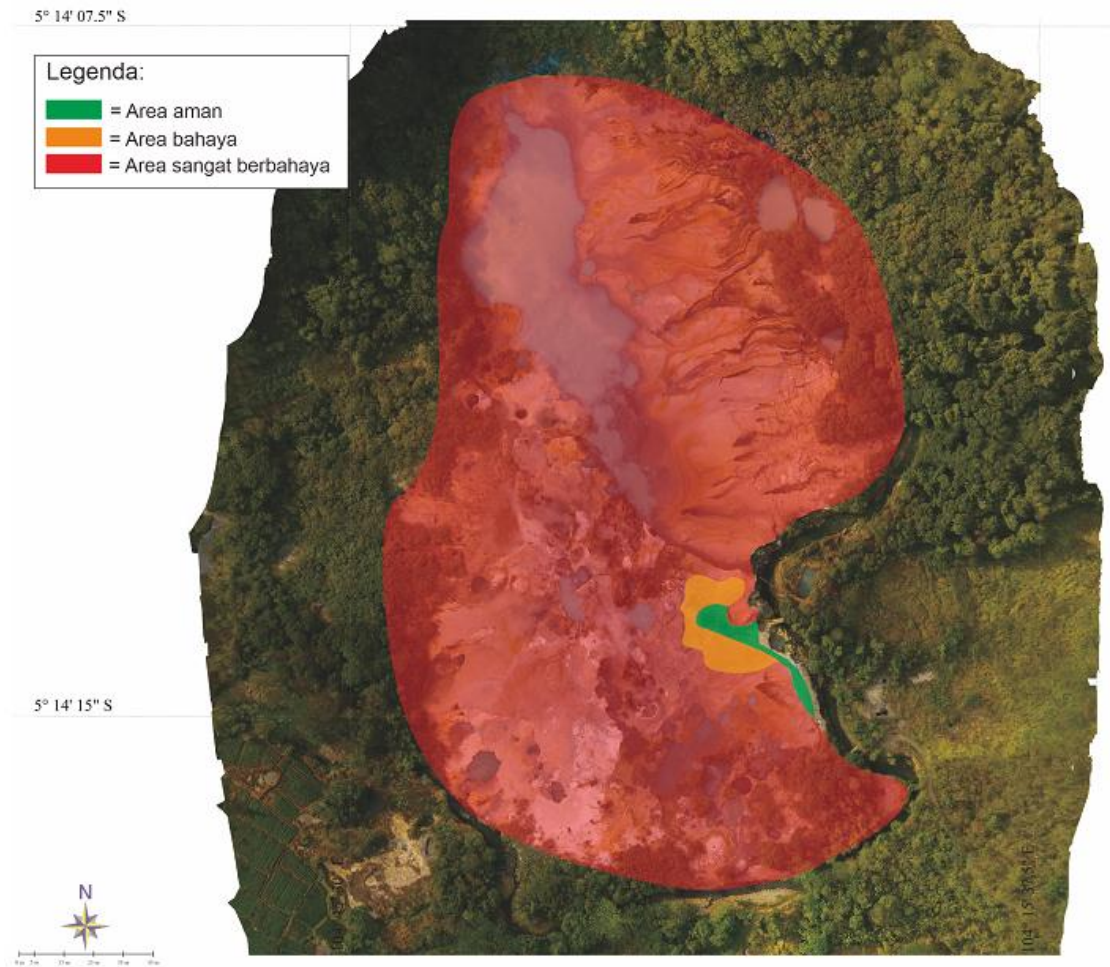 5° 14' 07.5" S
Legenda:
= Area aman
= Area bahaya
= Area sangat berbahaya
5° 14' 15" S
N